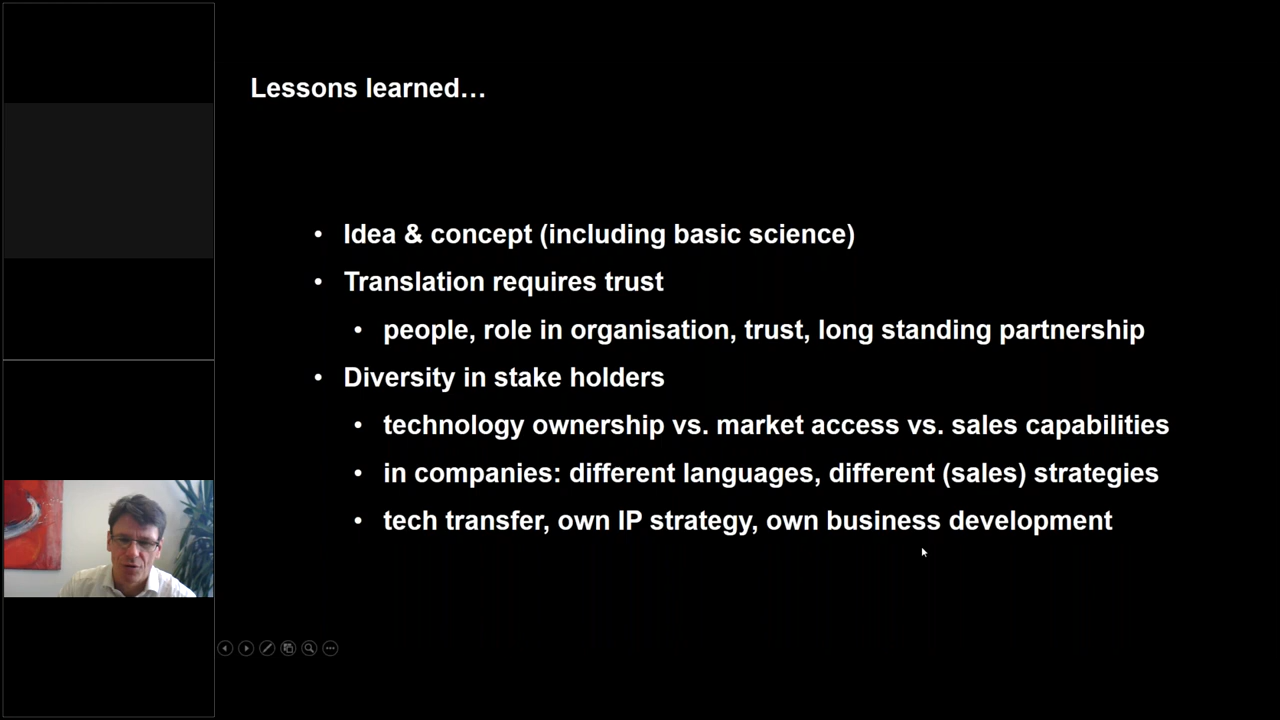 Lessons learned…
• Idea & concept (including basic science)
• Translation requires trust
• people, role in organisation, trust, long standing partnership
• Diversity in stake holders
• technology ownership vs. market access vs. sales capabilities
• in companies: different languages, different (sales) strategies
• tech transfer, own IP strategy, own business development